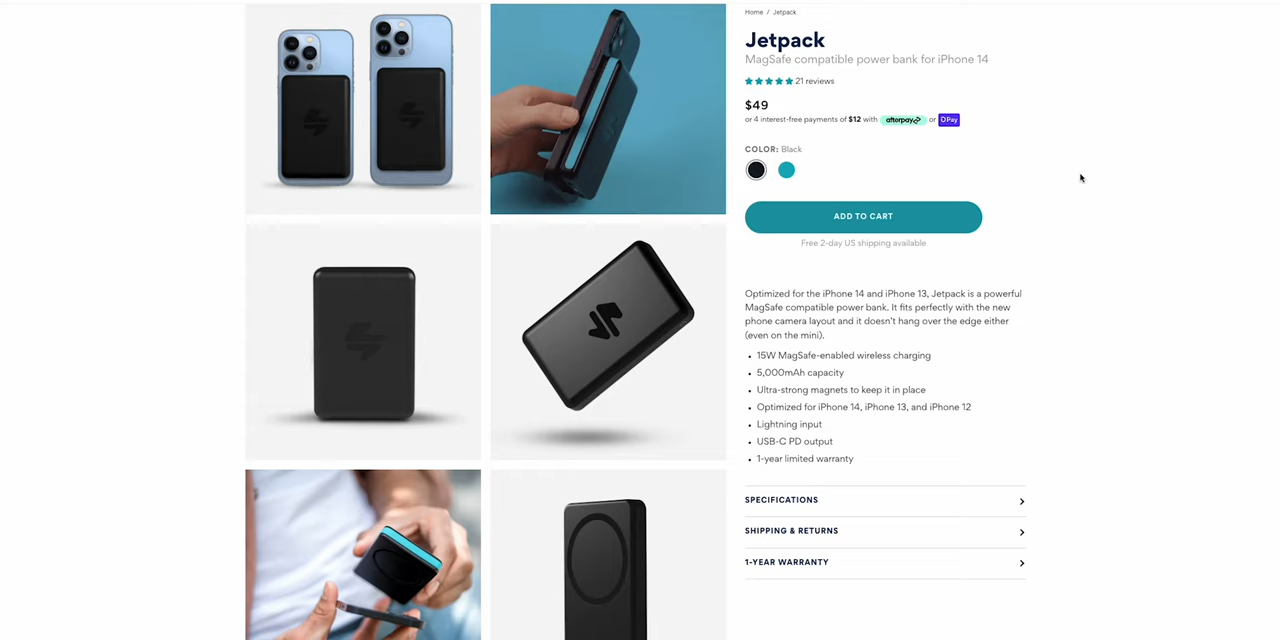 Home / Jetpack
Jetpack
MagSafe compatible power bank for iPhone 14
21 reviews
$49
or 4 interest-free payments of $12 with afterpay or OPay
COLOR: Black
ADD TO CART
Free 2-day US shipping available
Optimized for the iPhone 14 and iPhone 13, Jetpack is a powerful
MagSafe compatible power bank. It fits perfectly with the new
phone camera layout and it doesn't hang over the edge either
(even on the mini).
• 15W MagSafe-enabled wireless charging
• 5,000mAh capacity
• Ultra-strong magnets to keep it in place
• Optimized for iPhone 14, iPhone 13, and iPhone 12
• Lightning input
• USB-C PD output
• 1-year limited warranty
SPECIFICATIONS
SHIPPING & RETURNS
1-YEAR WARRANTY